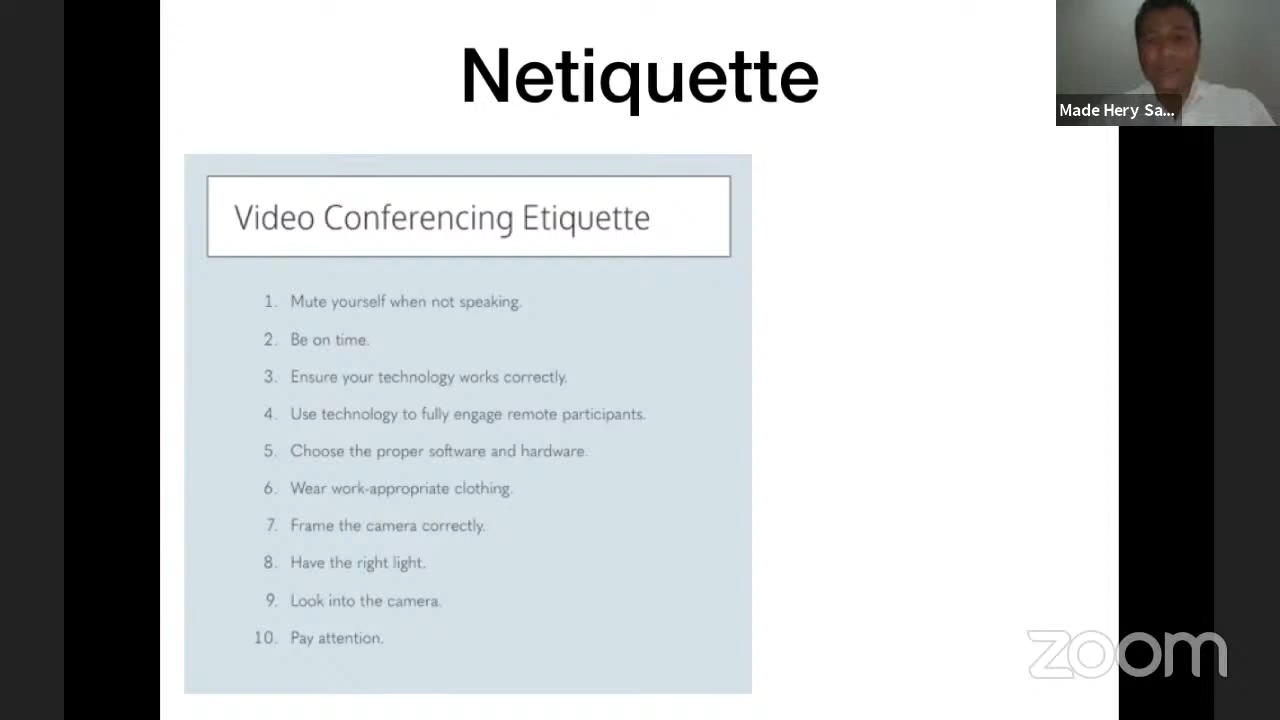 Netiquette
Made Hery Sa...
Video Conferencing Etiquette
1. Mute yourself when not speaking.
2. Be on time.
3. Ensure your technology works correctly.
4. Use technology to fully engage remote participants.
5. Choose the proper software and hardware.
6. Wear work-appropriate clothing.
7. Frame the camera correctly.
8. Have the right light.
9. Look into the camera.
10. Pay attention.
zoom